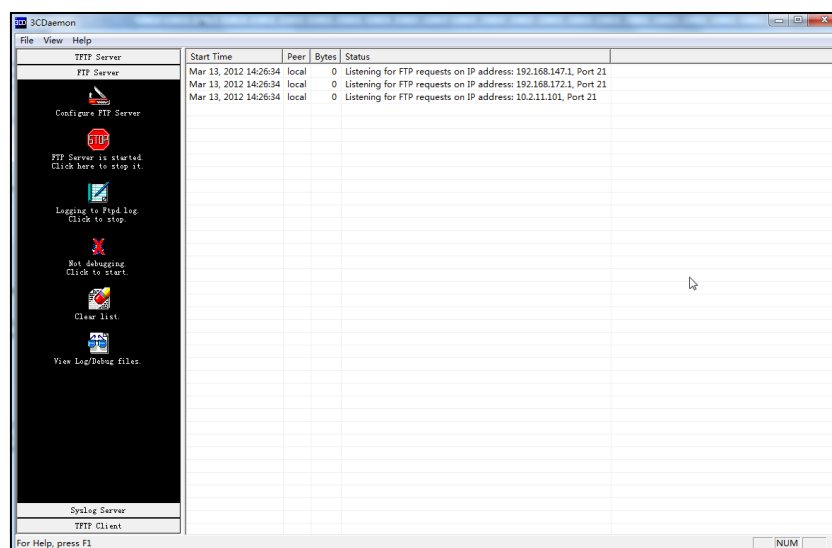 3CD 3CDaemon
File View Help
TFTP Server
FTP Server
Configure FTP Server
STOP
FTP Server is started.
Click here to stop it.
Logging to Ftpd.log.
Click to stop.
Not debugging.
Click to start.
Clear list.
View Log/Debug files.
Syslog Server
TFTP Client
Start Time Peer Bytes Status
Mar 13, 2012 14:26:34 local 0 Listening for FTP requests on IP address: 192.168.147.1, Port 21
Mar 13, 2012 14:26:34 local 0 Listening for FTP requests on IP address: 192.168.172.1, Port 21
Mar 13, 2012 14:26:34 local 0 Listening for FTP requests on IP address: 10.2.11.101, Port 21
For Help, press F1
NUM